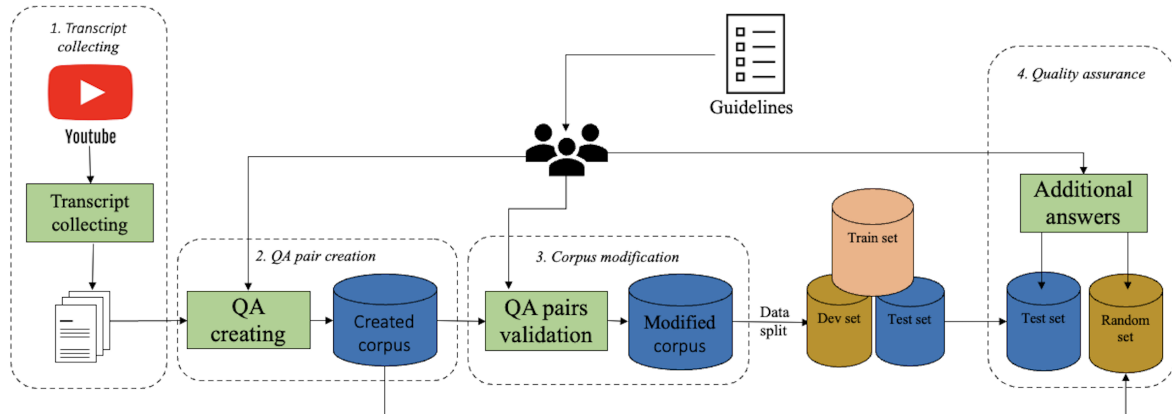 1. Transcript
collecting
Youtube
Transcript
collecting
Guidelines
2. QA pair creation
QA
creating
Created
corpus
3. Corpus modification
QA pairs
validation
Modified
corpus
Data
split
Train set
Dev set
Test set
4. Quality assurance
Additional
answers
Test set
Random
set